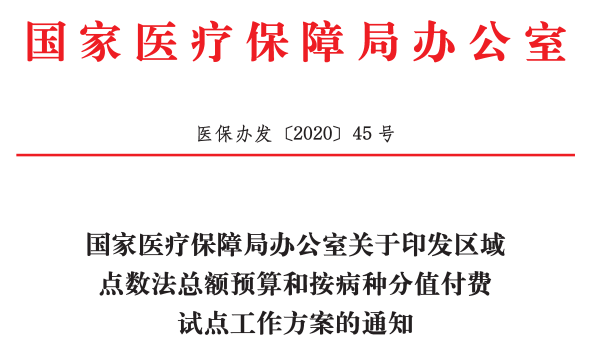 国家医疗保障局办公室
医保办发〔2020〕45 号
国家医疗保障局办公室关于印发区域
点数法总额预算和按病种分值付费
试点工作方案的通知